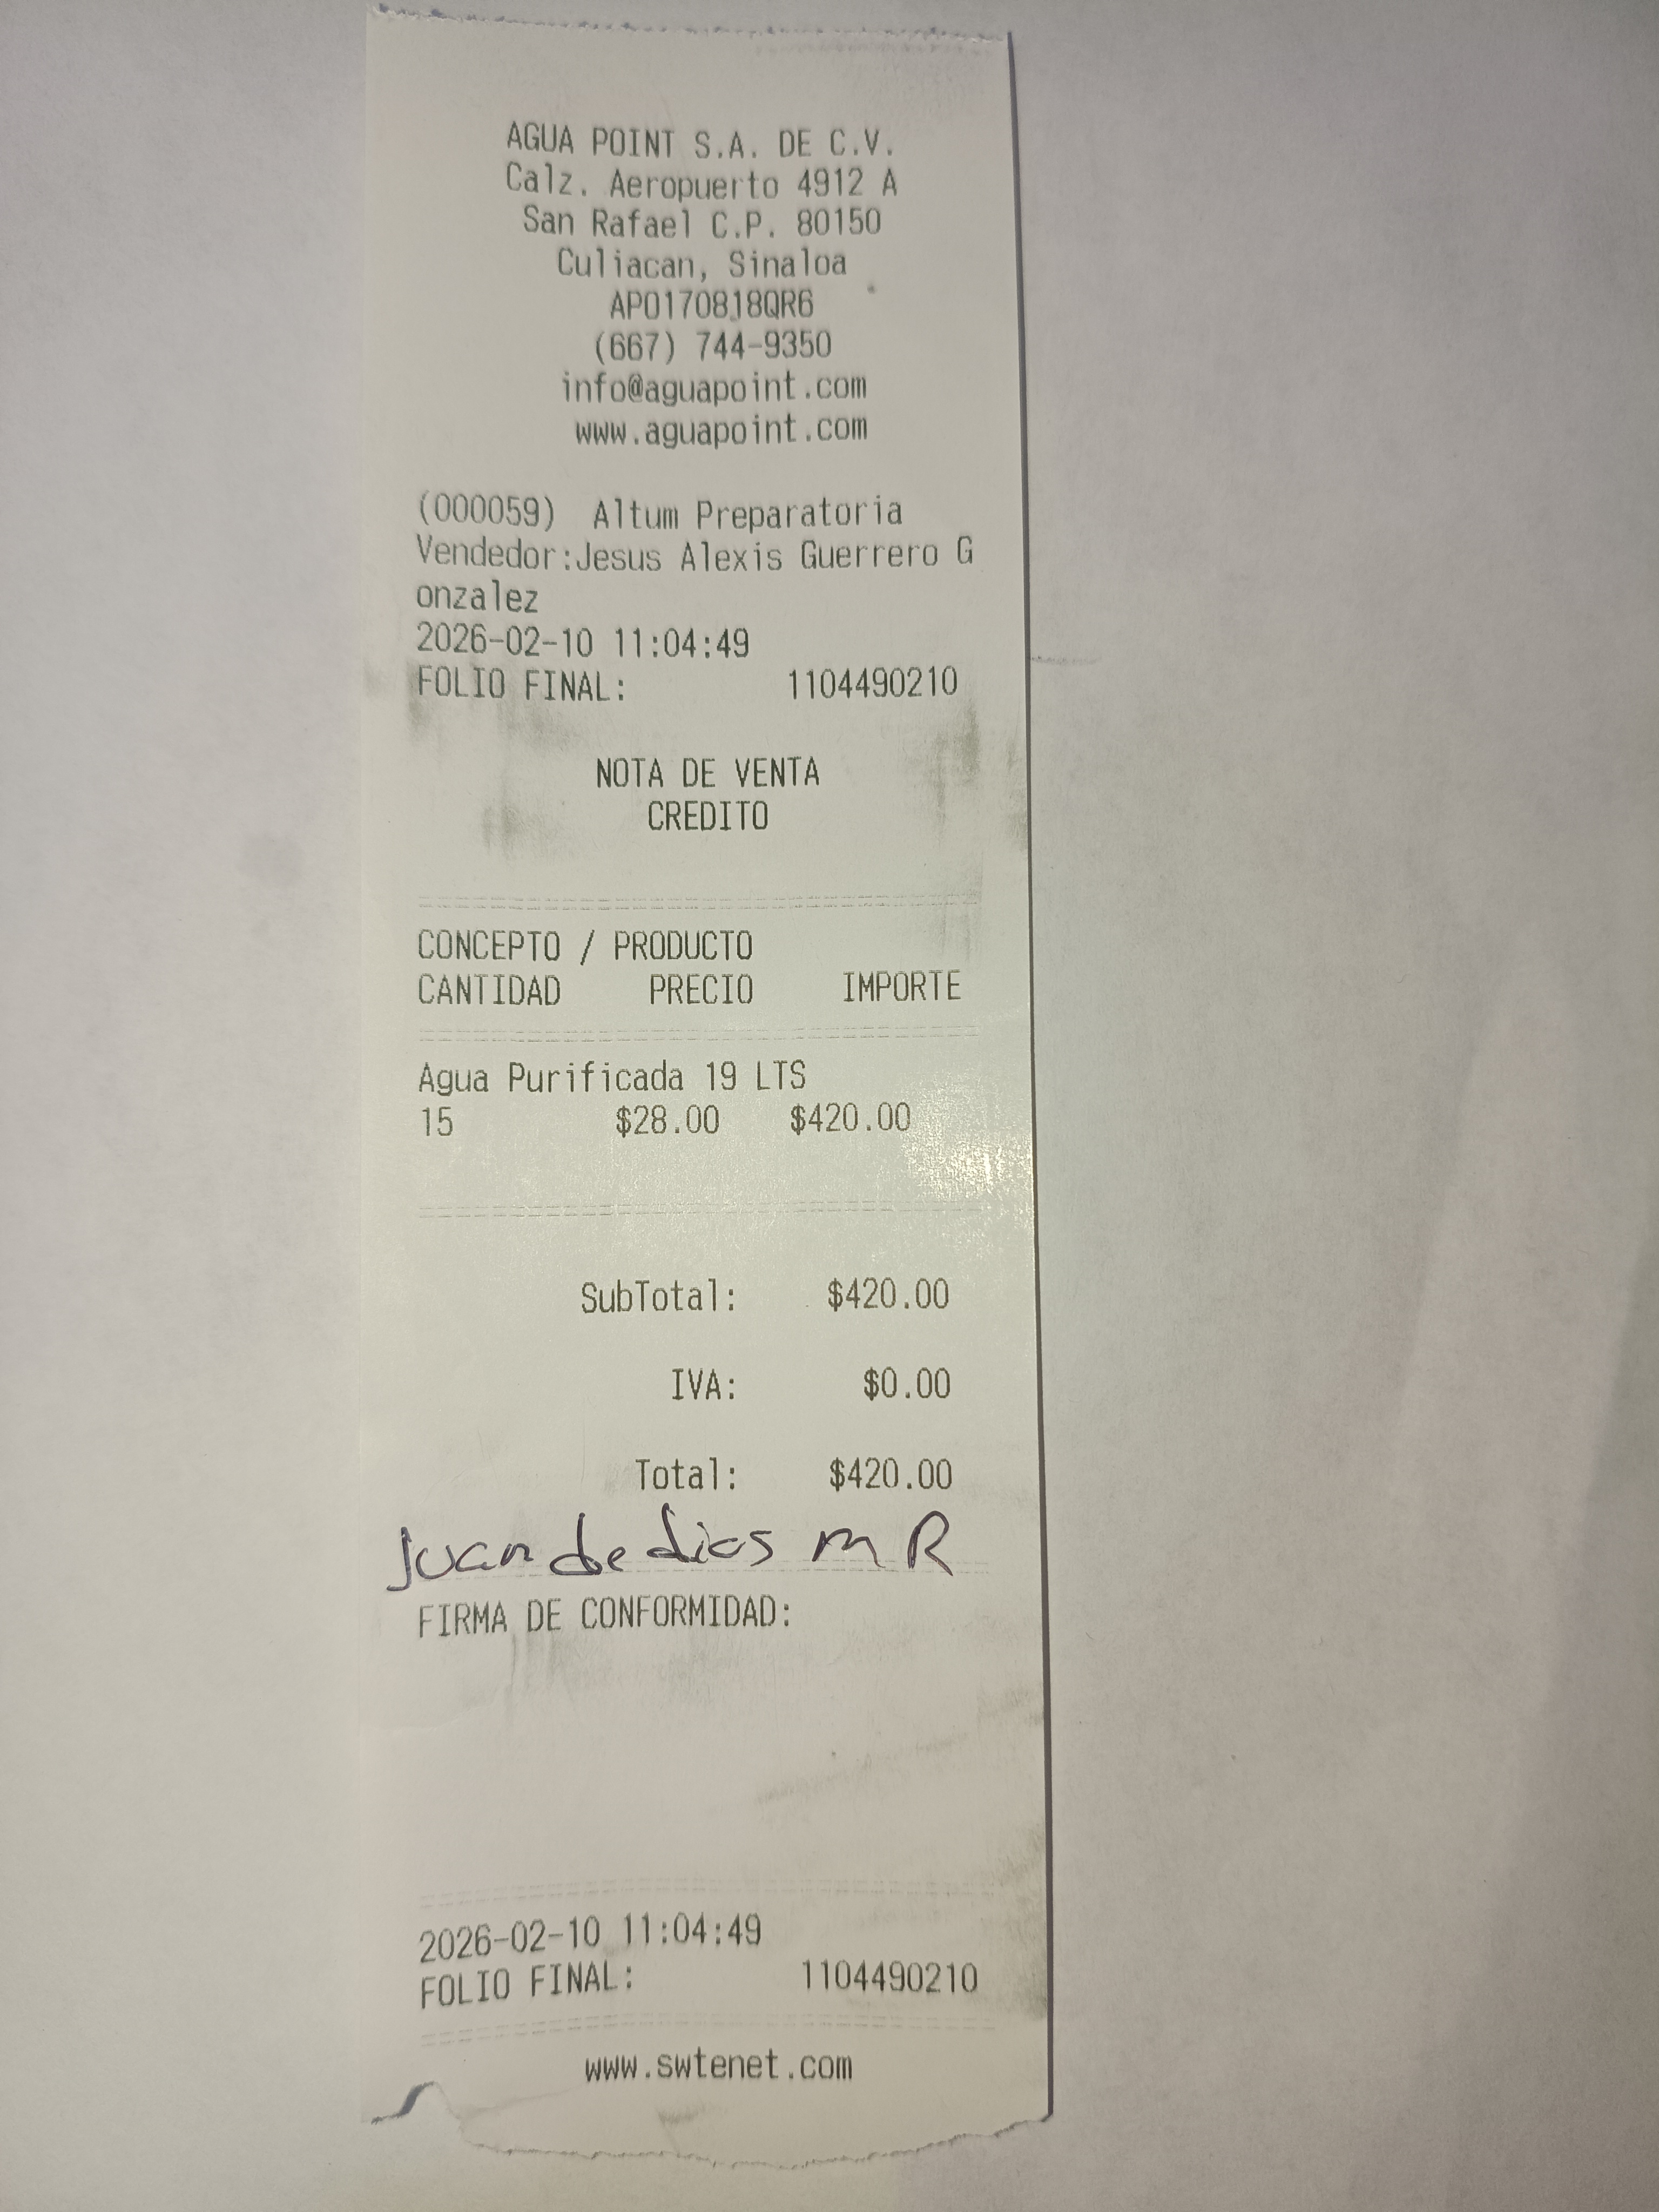 AGUA POINT S.A. DE C.V.
Calz. Aeropuerto 4912 A
San Rafael C.P. 80150
Culiacan, Sinaloa
APO170818QR6
(667) 744-9350
info@aguapoint.com
www.aguapoint.com
(000059) Altum Preparatoria
Vendedor:Jesus Alexis Guerrero G
onzalez
2026-02-10 11:04:49
FOLIO FINAL: 1104490210
NOTA DE VENTA
CREDITO
CONCEPTO / PRODUCTO
CANTIDAD PRECIO IMPORTE
Agua Purificada 19 LTS
15 $28.00 $420.00
SubTotal: $420.00
IVA: $0.00
Total: $420.00
Juan de dios M R
FIRMA DE CONFORMIDAD:
2026-02-10 11:04:49
FOLIO FINAL: 1104490210
www.swtenet.com